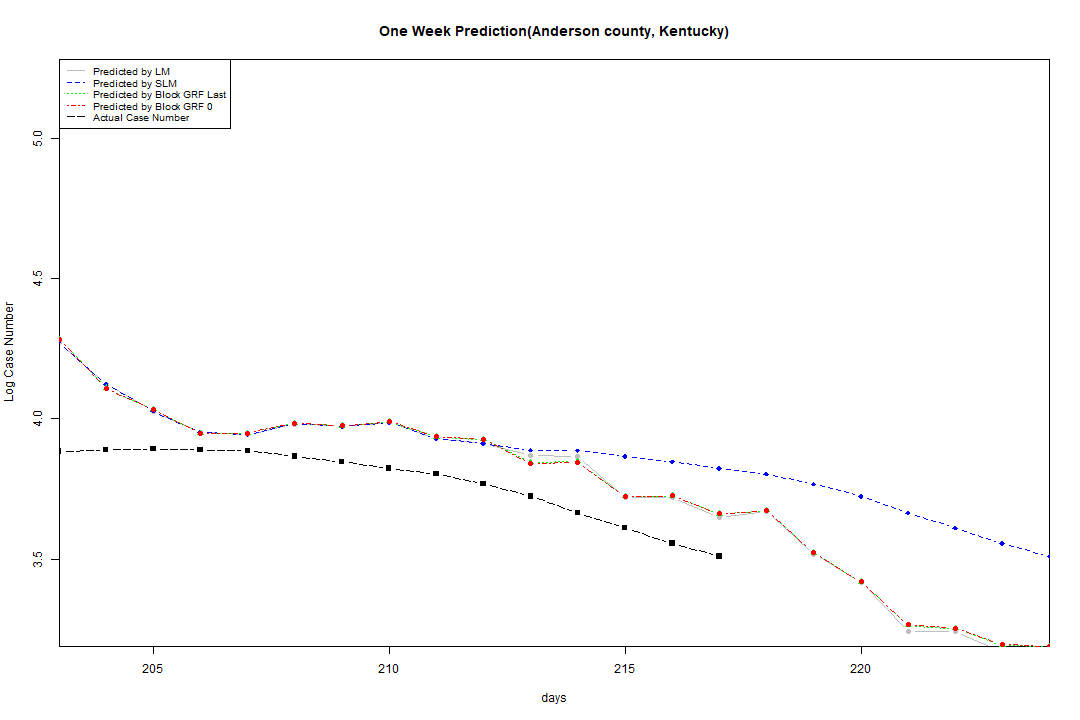 One Week Prediction(Anderson county, Kentucky)
Predicted by LM
Predicted by SLM
Predicted by Block GRF Last
Predicted by Block GRF 0
Actual Case Number
5.0
4.5
4.0
3.5
Log Case Number
205
210
215
220
days